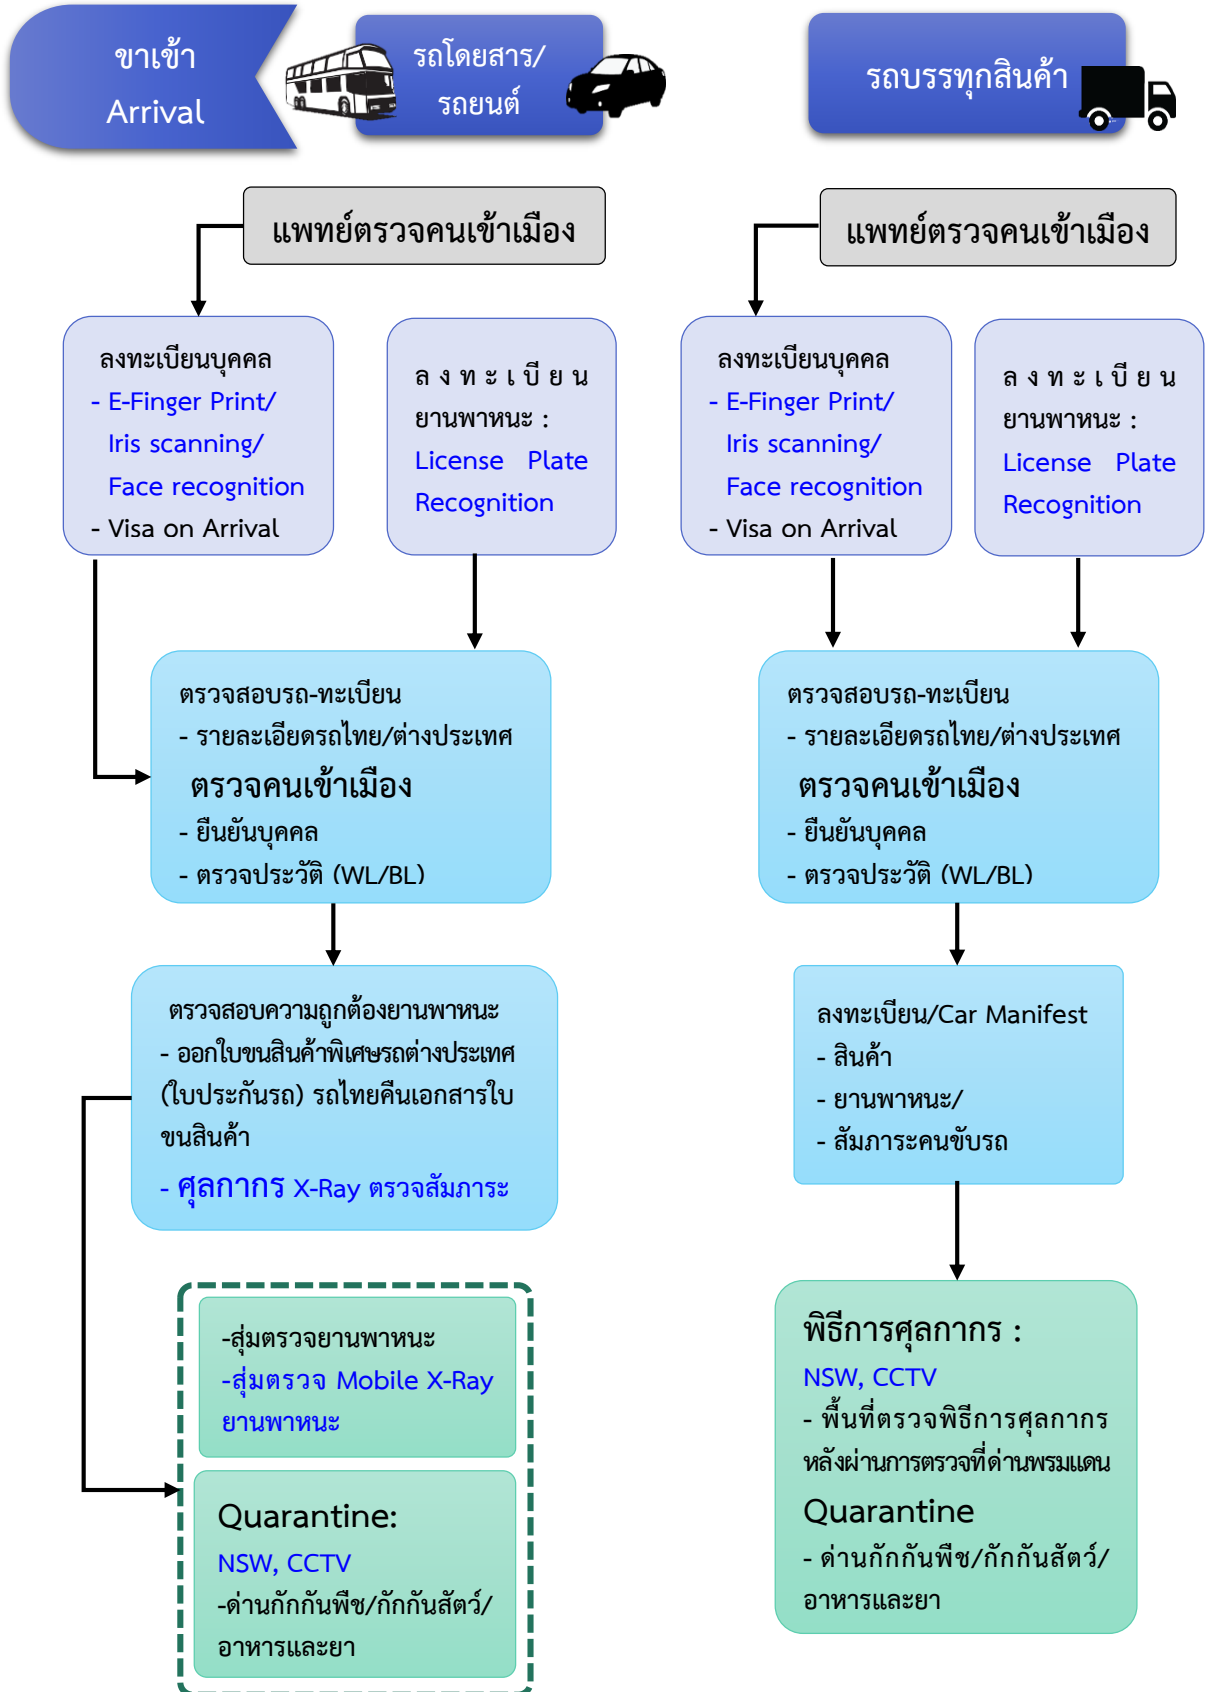 ขาเข้า
Arrival
รถโดยสาร/
รถยนต์
รถบรรทุกสินค้า
แพทย์ตรวจคนเข้าเมือง
ลงทะเบียนบุคคล
- E-Finger Print/
Iris scanning/
Face recognition
- Visa on Arrival
ลงทะเบียน
ยานพาหนะ :
License Plate
Recognition
ตรวจสอบรถ-ทะเบียน
- รายละเอียดรถไทย/ต่างประเทศ
ตรวจคนเข้าเมือง
- ยืนยันบุคคล
- ตรวจประวัติ (WL/BL)
ตรวจสอบความถูกต้องยานพาหนะ
- ออกใบขนสินค้าพิเศษรถต่างประเทศ
(ใบประกันรถ) รถไทยคืนเอกสารใบ
ขนสินค้า
- ศุลกากร X-Ray ตรวจสัมภาระ
-สุ่มตรวจยานพาหนะ
-สุ่มตรวจ Mobile X-Ray
ยานพาหนะ
Quarantine:
NSW, CCTV
-ด่านกักกันพืช/กักกันสัตว์/
อาหารและยา
แพทย์ตรวจคนเข้าเมือง
ลงทะเบียนบุคคล
- E-Finger Print/
Iris scanning/
Face recognition
- Visa on Arrival
ลงทะเบียน
ยานพาหนะ :
License Plate
Recognition
ตรวจสอบรถ-ทะเบียน
- รายละเอียดรถไทย/ต่างประเทศ
ตรวจคนเข้าเมือง
- ยืนยันบุคคล
- ตรวจประวัติ (WL/BL)
ลงทะเบียน/Car Manifest
- สินค้า
- ยานพาหนะ/
- สัมภาระคนขับรถ
พิธีการศุลกากร :
NSW, CCTV
- พื้นที่ตรวจพิธีการศุลกากร
หลังผ่านการตรวจที่ด่านพรมแดน
Quarantine
- ด่านกักกันพืช/กักกันสัตว์/
อาหารและยา